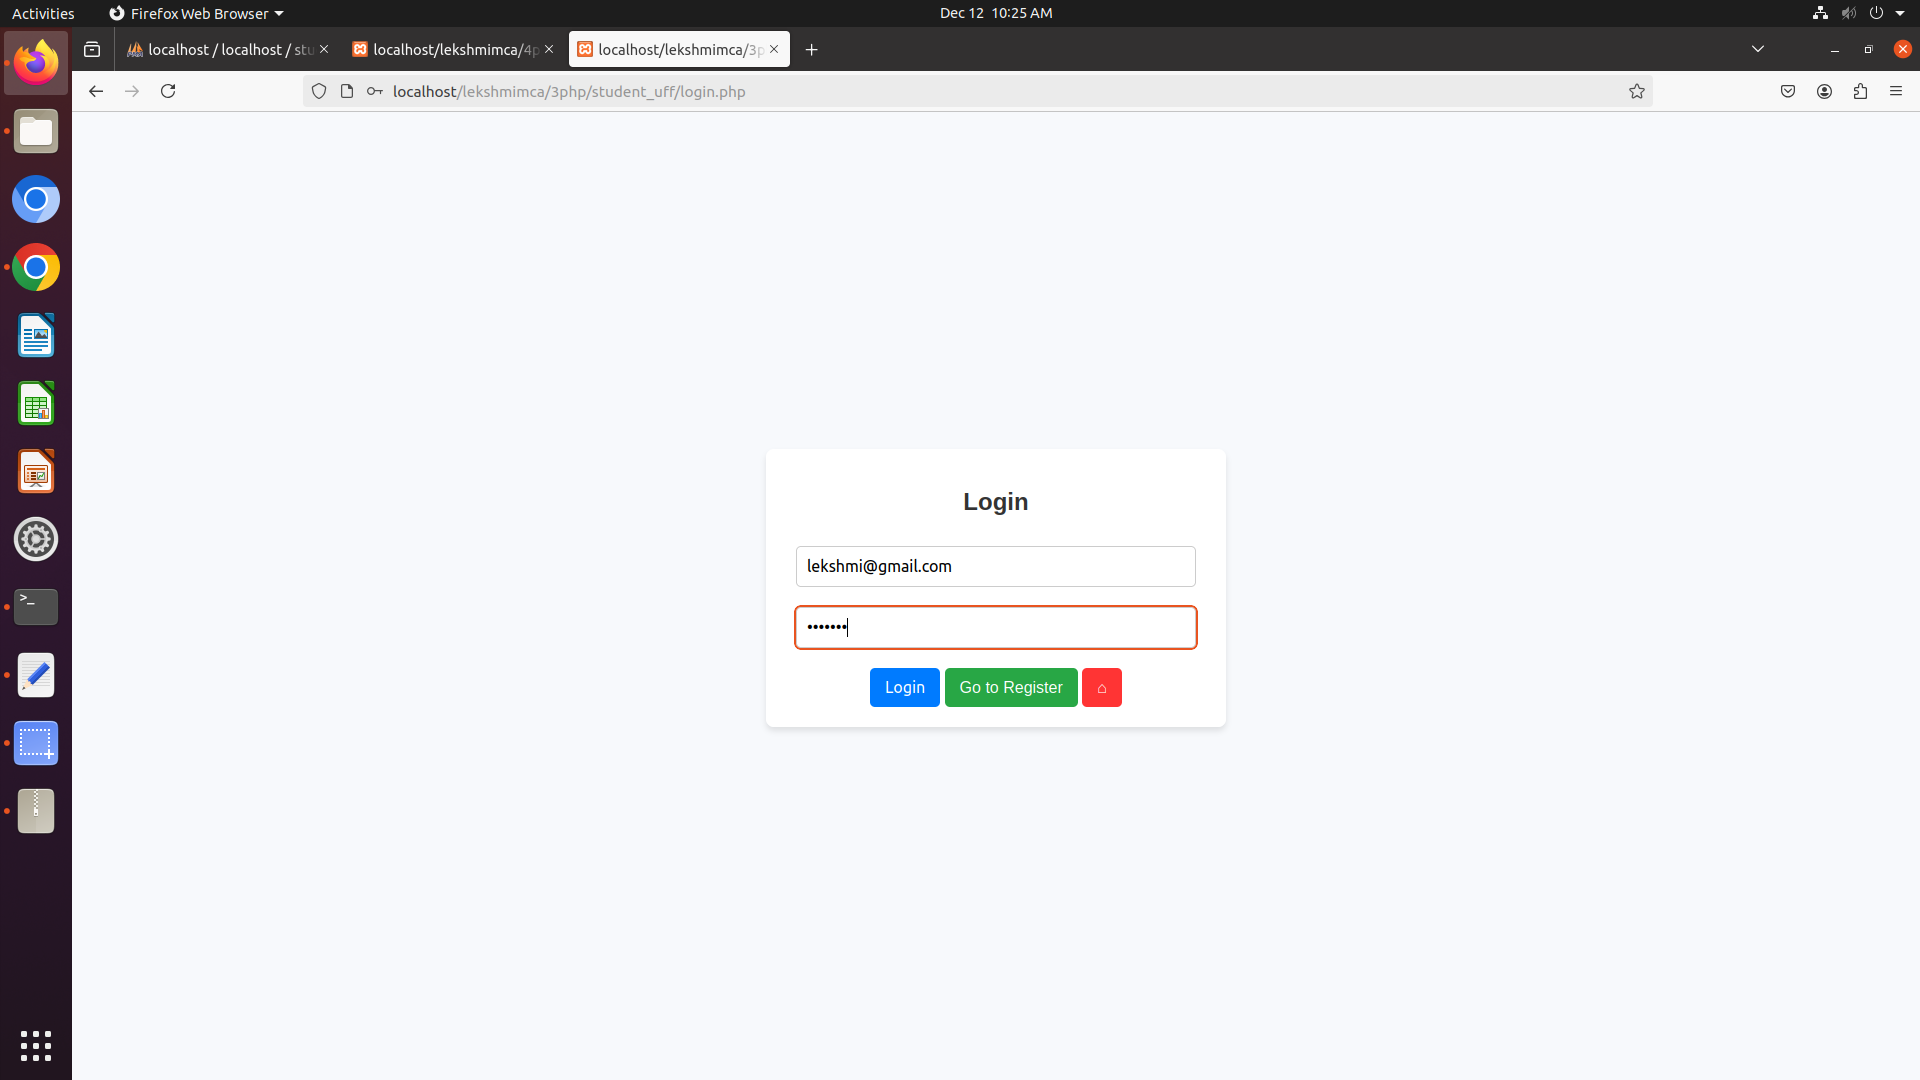 Activities Firefox Web Browser Dec 12 10:25 AM
localhost / localhost / stu localhost/lekshmimca/4p localhost/lekshmimca/3p
localhost/lekshmimca/3php/student_uff/login.php
Login
lekshmi@gmail.com
•••••••
Login Go to Register